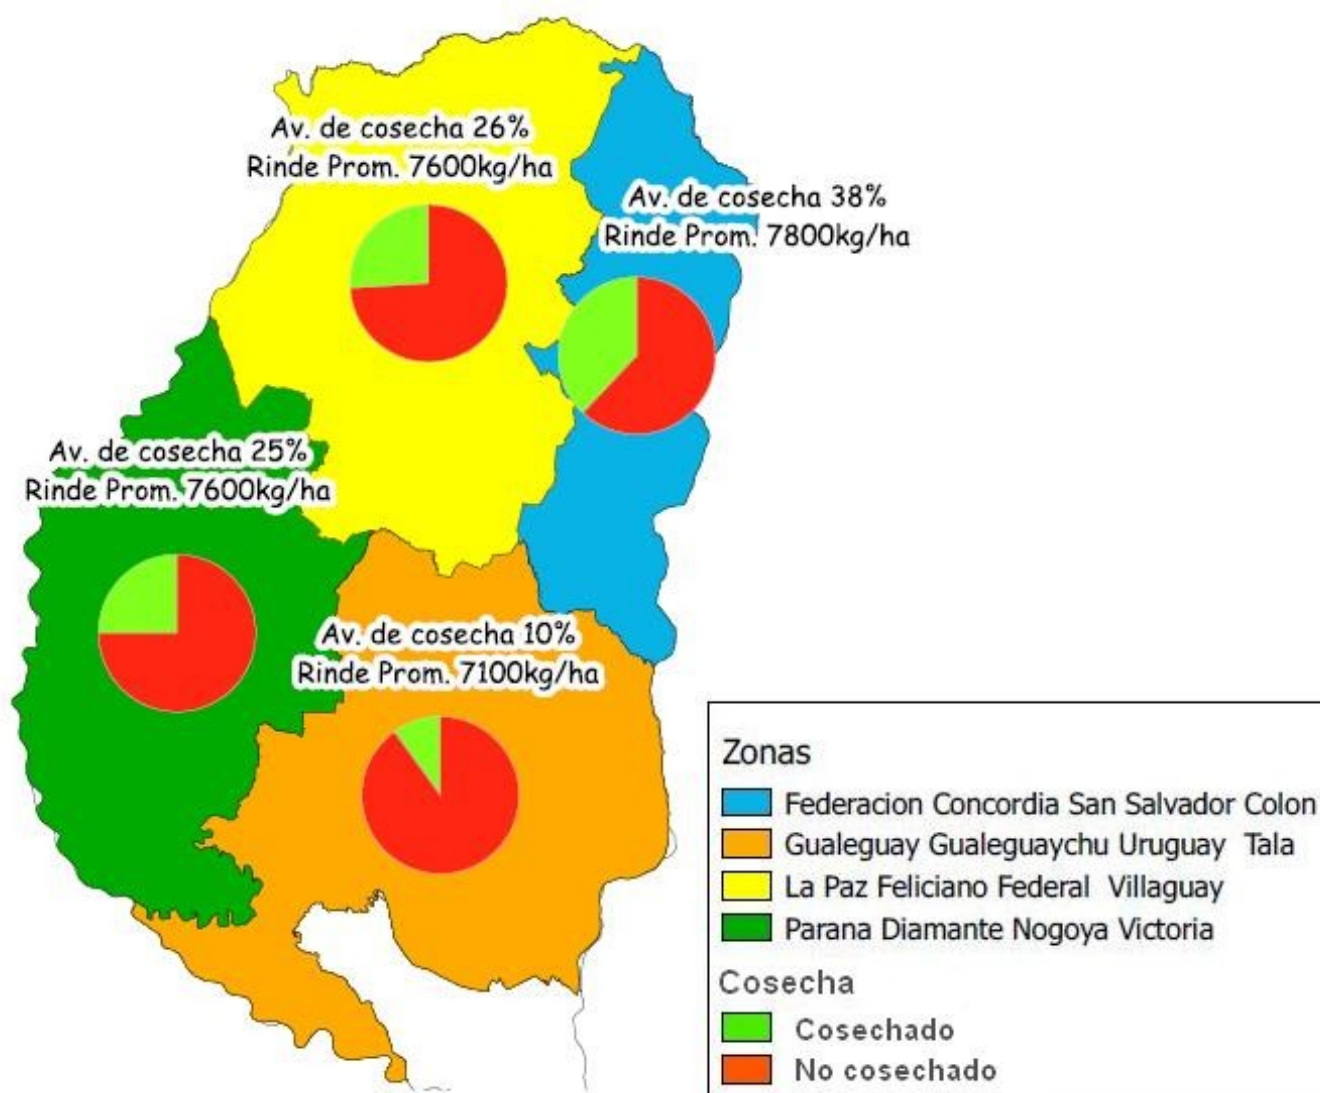 Av. de cosecha 26%
Rinde Prom. 7600kg/ha
Av. de cosecha 38%
Rinde Prom. 7800kg/ha
Av. de cosecha 25%
Rinde Prom. 7600kg/ha
Av. de cosecha 10%
Rinde Prom. 7100kg/ha
Zonas
Federacion Concordia San Salvador Colon
Gualeguay Gualeguaychu Uruguay Tala
La Paz Feliciano Federal Villaguay
Parana Diamante Nogoya Victoria
Cosecha
Cosechado
No cosechado